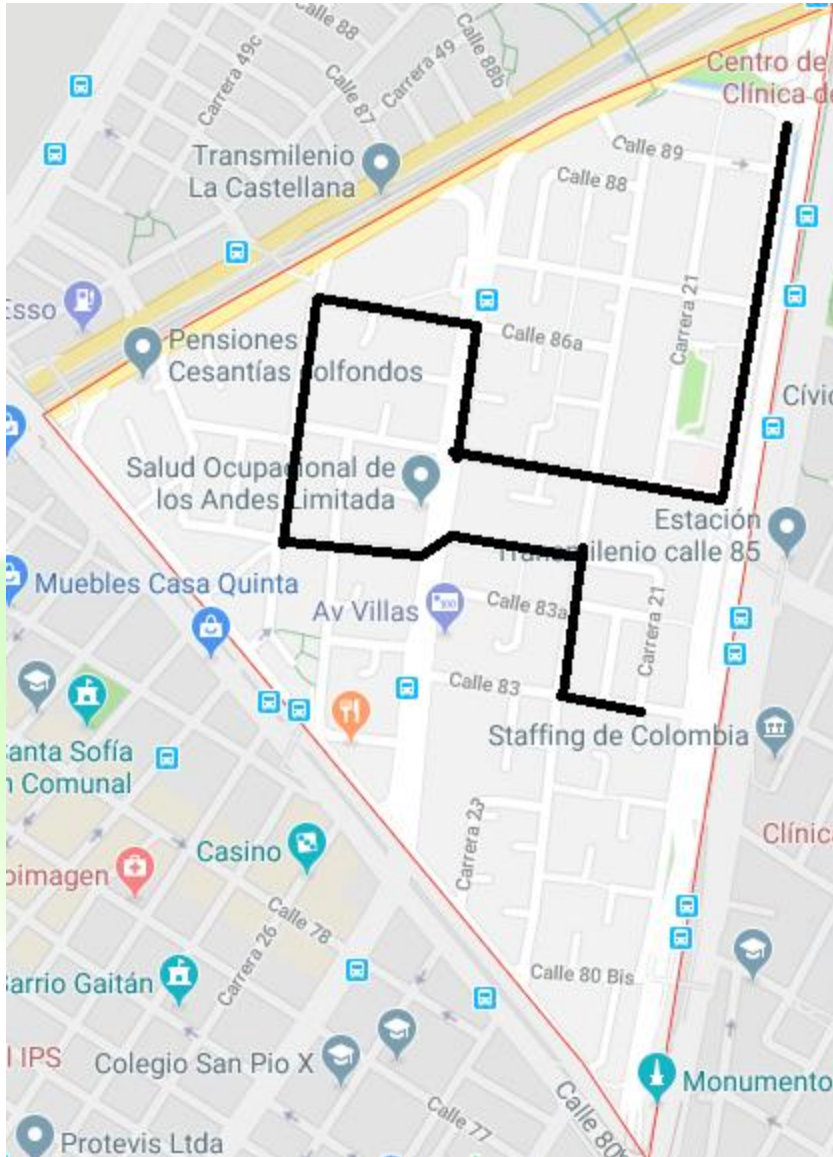 Calle 88
Carrera 49c
Calle 87
Carrera 49
Calle 88b
Centro de
Clínica de
Calle 89
Transmilenio
La Castellana
Calle 88
Esso
Carrera 21
Pensiones
Cesantías Colfondos
Calle 86a
Salud Ocupacional de
los Andes Limitada
Estación
Transmilenio calle 85
Muebles Casa Quinta
Av Villas
Calle 83a
Carrera 21
Calle 83
Staffing de Colombia
anta Sofía
n Comunal
Carrera 23
Casino
Clínic
oimagen
Calle 78
Carrera 26
Calle 80 Bis
Barrio Gaitán
l IPS
Colegio San Pio X
Monumento
Calle 77
Protevis Ltda